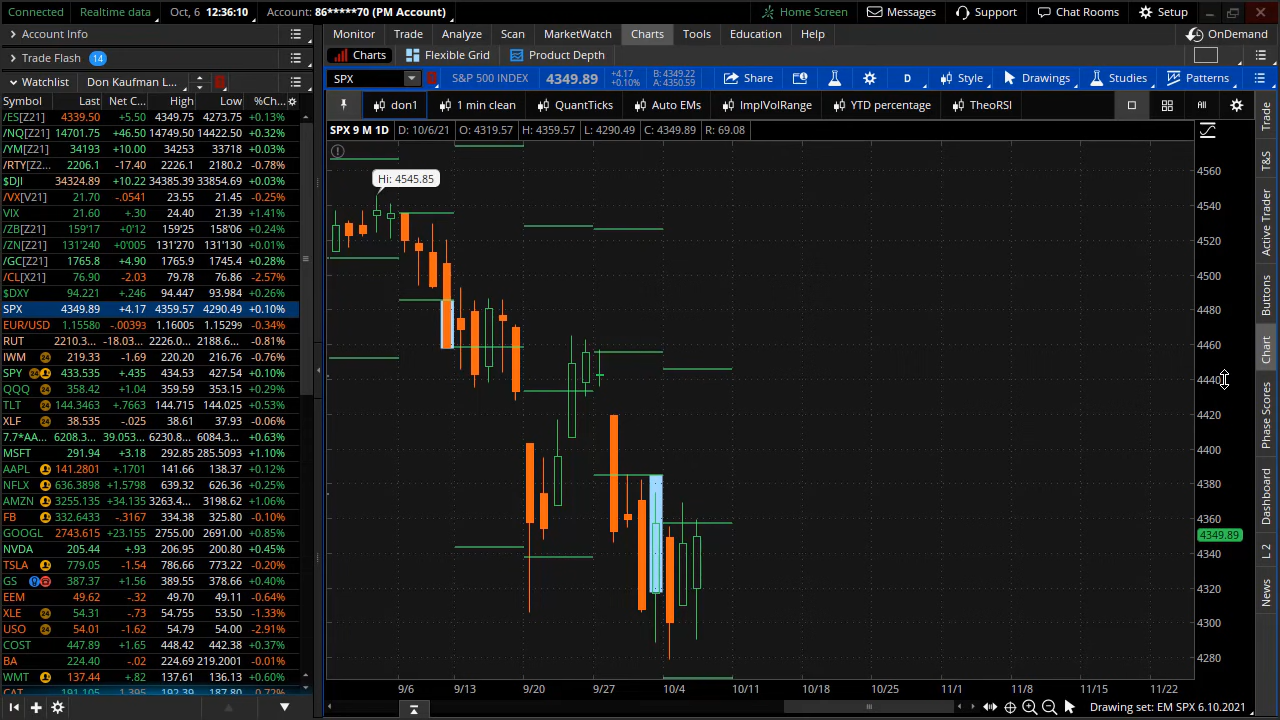 Connected Realtime data Oct, 6 12:36:10 Account: 86*****70 (PM Account) Home Screen Messages Support Chat Rooms Setup
Account Info
Trade Flash 14
Watchlist Don Kaufman L...
Symbol Last Net C... High Low %Ch...
/ES[Z21] 4339.50 +5.50 4349.75 4273.75 +0.13%
/NQ[Z21] 14701.75 +46.50 14749.50 14422.50 +0.32%
/YM[Z21] 34193 +10.00 34253 33718 +0.03%
/RTY[Z2... 2206.1 -17.40 2226.1 2180.2 -0.78%
$DJI 34324.89 +10.22 34385.39 33854.69 +0.03%
/VX[V21] 21.70 -.0541 23.55 21.45 -0.25%
VIX 21.60 +.30 24.40 21.39 +1.41%
/ZB[Z21] 159'17 +0'12 159'25 158'06 +0.24%
/ZN[Z21] 131'240 +0'005 131'270 131'130 +0.01%
/GC[Z21] 1765.8 +4.90 1765.9 1745.4 +0.28%
/CL[X21] 76.90 -2.03 79.78 76.86 -2.57%
$DXY 94.221 +.246 94.447 93.984 +0.26%
SPX 4349.89 +4.17 4359.57 4290.49 +0.10%
EUR/USD 1.15580 -.00393 1.16005 1.15299 -0.34%
RUT 2210.3... -18.03... 2226.0... 2188.6... -0.81%
IWM 24 219.33 -1.69 220.20 216.76 -0.76%
SPY 24 433.535 +.435 434.53 427.54 +0.10%
QQQ 24 358.42 +1.04 359.59 353.15 +0.29%
TLT 24 144.3463 +.7663 144.715 144.025 +0.53%
XLF 24 38.535 -.025 38.61 37.93 -0.06%
7.7*AA... 6208.3... 39.053... 6230.8... 6084.3... +0.63%
MSFT 291.94 +3.18 292.85 285.5093 +1.10%
AAPL 141.2801 +.1701 141.66 138.37 +0.12%
NFLX 636.3898 +1.5798 639.32 626.36 +0.25%
AMZN 3255.135 +34.135 3263.46 3198.62 +1.06%
FB 332.6433 -.3167 334.38 325.80 -0.10%
GOOGL 2743.615 +23.155 2755.00 2691.00 +0.85%
NVDA 205.44 +.93 206.95 200.80 +0.45%
TSLA 779.05 -1.54 786.66 773.22 -0.20%
GS 387.37 +1.56 389.55 378.66 +0.40%
EEM 49.62 -.32 49.70 49.11 -0.64%
XLE 24 54.31 -.73 54.755 53.50 -1.33%
USO 24 54.01 -1.62 54.79 54.00 -2.91%
COST 447.89 +1.65 448.44 442.38 +0.37%
BA 224.40 -.02 224.69 219.2001 -0.01%
WMT 137.44 +.82 137.61 136.13 +0.60%
CAT 191.105 -1.395 192.39 187.80 -0.72%
Monitor Trade Analyze Scan MarketWatch Charts Tools Education Help OnDemand
Charts Flexible Grid Product Depth
SPX S&P 500 INDEX 4349.89 +4.17 +0.10% B: 4349.22 A: 4350.59 Share D Style Drawings Studies Patterns
don1 1 min clean QuantTicks Auto EMs ImplVolRange YTD percentage TheoRSI All
SPX 9 M 1D D: 10/6/21 O: 4319.57 H: 4359.57 L: 4290.49 C: 4349.89 R: 69.08
Hi: 4545.85
4560
4540
4520
4500
4480
4460
4440
4420
4400
4380
4360
4349.89
4340
4320
4300
4280
9/6 9/13 9/20 9/27 10/4 10/11 10/18 10/25 11/1 11/8 11/15 11/22
Drawing set: EM SPX 6.10.2021
Trade
T&S
Active Trader
Buttons
Chart
Phase Scores
Dashboard
L 2
News